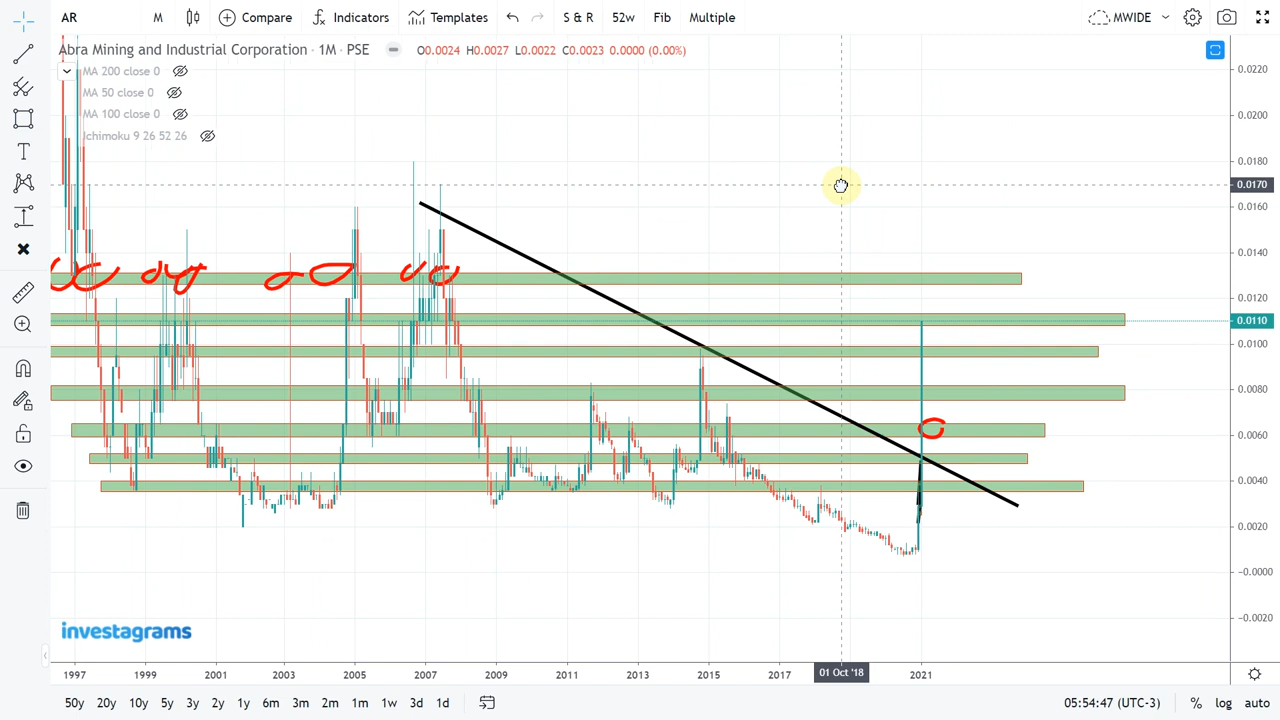 AR M Compare Indicators Templates S & R 52w Fib Multiple MWIDE
Abra Mining and Industrial Corporation · 1M · PSE O0.0024 H0.0027 L0.0022 C0.0023 0.0000 (0.00%)
MA 200 close 0
MA 50 close 0
MA 100 close 0
Ichimoku 9 26 52 26
0.0220
0.0200
0.0180
0.0170
0.0160
0.0140
0.0120
0.0110
0.0100
0.0080
0.0060
0.0040
0.0020
−0.0000
−0.0020
investagrams
1997 1999 2001 2003 2005 2007 2009 2011 2013 2015 2017 01 Oct '18 2021
50y 20y 10y 5y 3y 2y 1y 6m 3m 2m 1m 1w 3d 1d 05:54:47 (UTC-3) % log auto